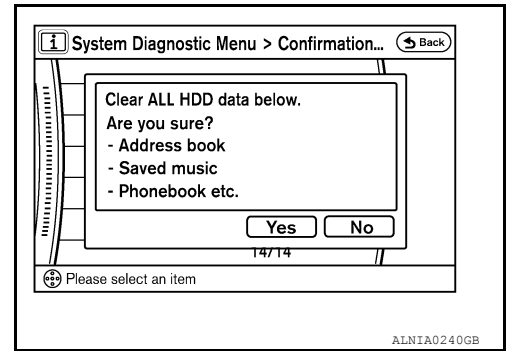 i System Diagnostic Menu > Confirmation... Back
Clear ALL HDD data below.
Are you sure?
- Address book
- Saved music
- Phonebook etc.
Yes No
14/14
Please select an item
ALNIA0240GB